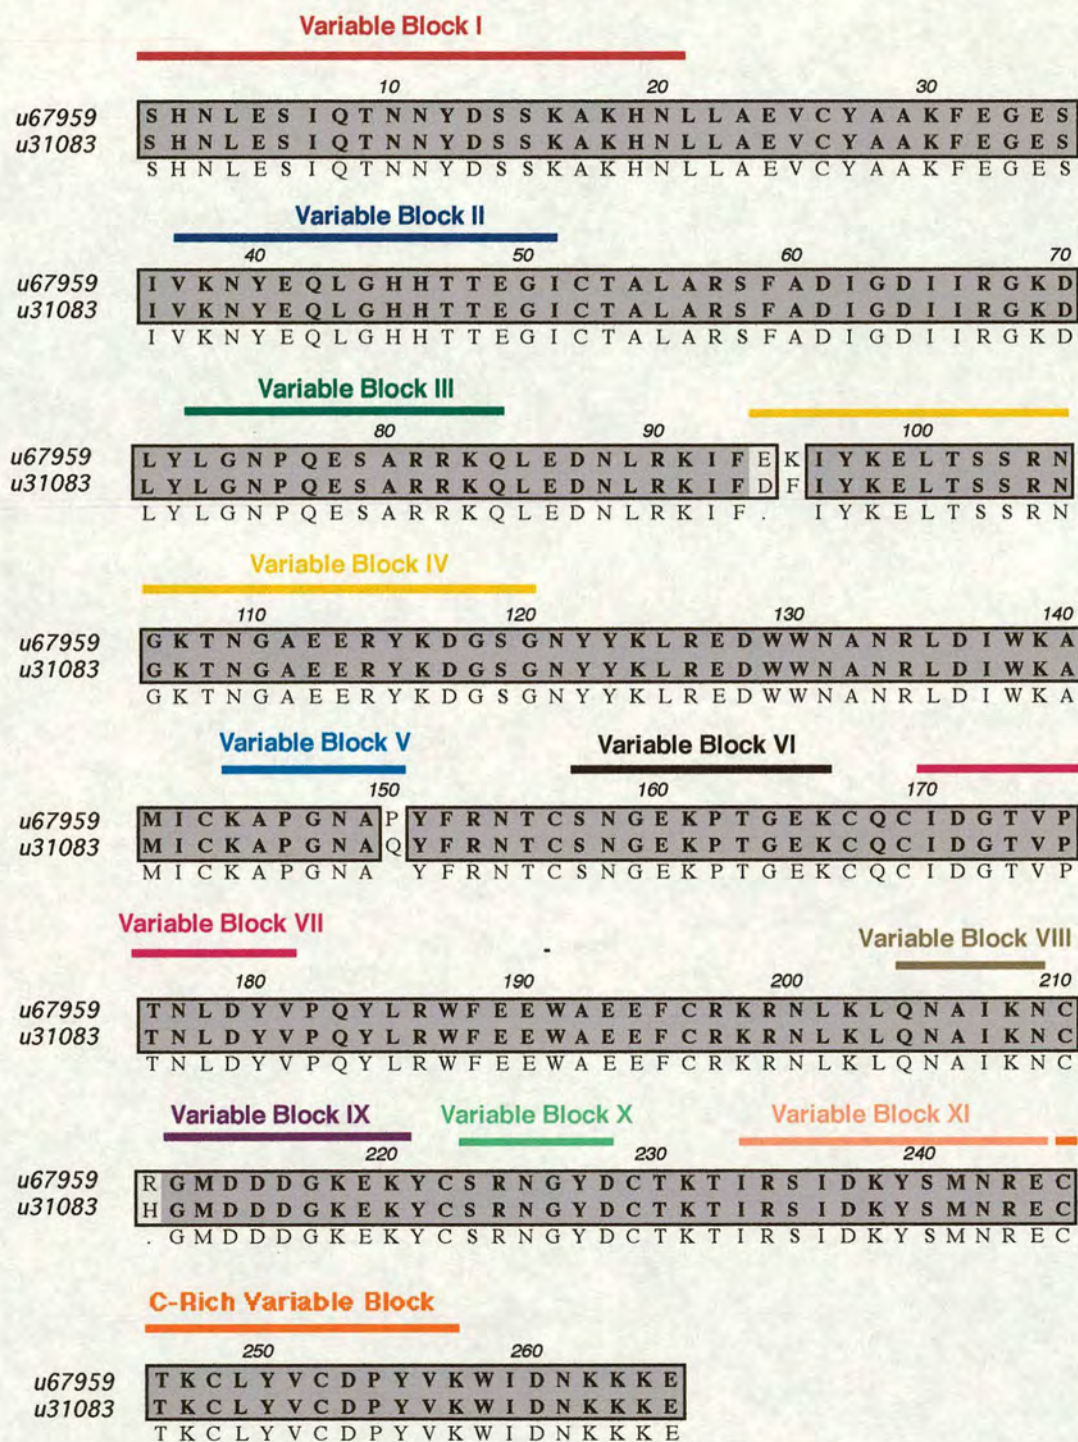 Variable Block I
10 20 30
u67959 S H N L E S I Q T N N Y D S S K A K H N L L A E V C Y A A K F E G E S
u31083 S H N L E S I Q T N N Y D S S K A K H N L L A E V C Y A A K F E G E S
S H N L E S I Q T N N Y D S S K A K H N L L A E V C Y A A K F E G E S
Variable Block II
40 50 60 70
u67959 I V K N Y E Q L G H H T T E G I C T A L A R S F A D I G D I I R G K D
u31083 I V K N Y E Q L G H H T T E G I C T A L A R S F A D I G D I I R G K D
I V K N Y E Q L G H H T T E G I C T A L A R S F A D I G D I I R G K D
Variable Block III
80 90 100
u67959 L Y L G N P Q E S A R R K Q L E D N L R K I F E K I Y K E L T S S R N
u31083 L Y L G N P Q E S A R R K Q L E D N L R K I F D F I Y K E L T S S R N
L Y L G N P Q E S A R R K Q L E D N L R K I F . I Y K E L T S S R N
Variable Block IV
110 120 130 140
u67959 G K T N G A E E R Y K D G S G N Y Y K L R E D W W N A N R L D I W K A
u31083 G K T N G A E E R Y K D G S G N Y Y K L R E D W W N A N R L D I W K A
G K T N G A E E R Y K D G S G N Y Y K L R E D W W N A N R L D I W K A
Variable Block V Variable Block VI
150 160 170
u67959 M I C K A P G N A P Y F R N T C S N G E K P T G E K C Q C I D G T V P
u31083 M I C K A P G N A Q Y F R N T C S N G E K P T G E K C Q C I D G T V P
M I C K A P G N A Y F R N T C S N G E K P T G E K C Q C I D G T V P
Variable Block VII Variable Block VIII
180 190 200 210
u67959 T N L D Y V P Q Y L R W F E E W A E E F C R K R N L K L Q N A I K N C
u31083 T N L D Y V P Q Y L R W F E E W A E E F C R K R N L K L Q N A I K N C
T N L D Y V P Q Y L R W F E E W A E E F C R K R N L K L Q N A I K N C
Variable Block IX Variable Block X Variable Block XI
220 230 240
u67959 R G M D D D G K E K Y C S R N G Y D C T K T I R S I D K Y S M N R E C
u31083 H G M D D D G K E K Y C S R N G Y D C T K T I R S I D K Y S M N R E C
. G M D D D G K E K Y C S R N G Y D C T K T I R S I D K Y S M N R E C
C-Rich Variable Block
250 260
u67959 T K C L Y V C D P Y V K W I D N K K K E
u31083 T K C L Y V C D P Y V K W I D N K K K E
T K C L Y V C D P Y V K W I D N K K K E